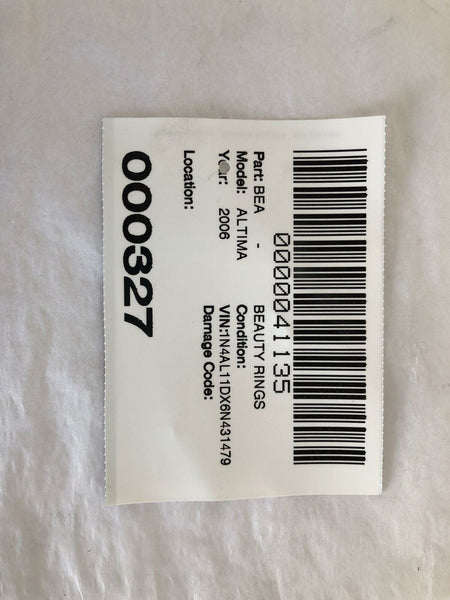 0000041135
Part: BEA - BEAUTY RINGS
Model: ALTIMA Condition:
Year: 2006 VIN:1N4AL11DX6N431479
Damage Code:
Location:
000327